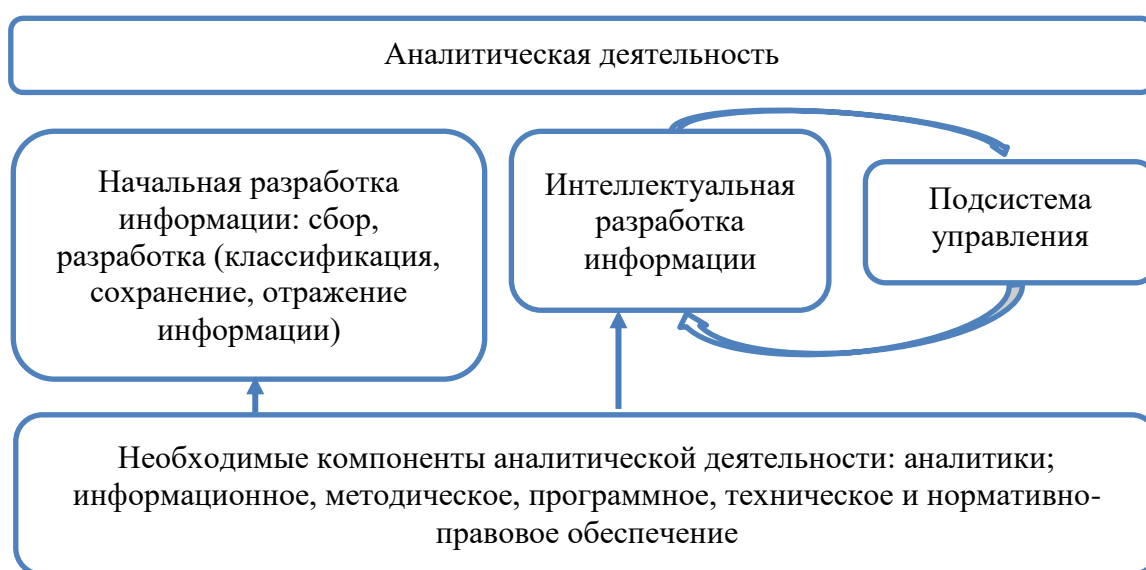 Аналитическая деятельность
Начальная разработка
информации: сбор,
разработка (классификация,
сохранение, отражение
информации)
Интеллектуальная
разработка
информации
Подсистема
управления
Необходимые компоненты аналитической деятельности: аналитики;
информационное, методическое, программное, техническое и нормативно-
правовое обеспечение